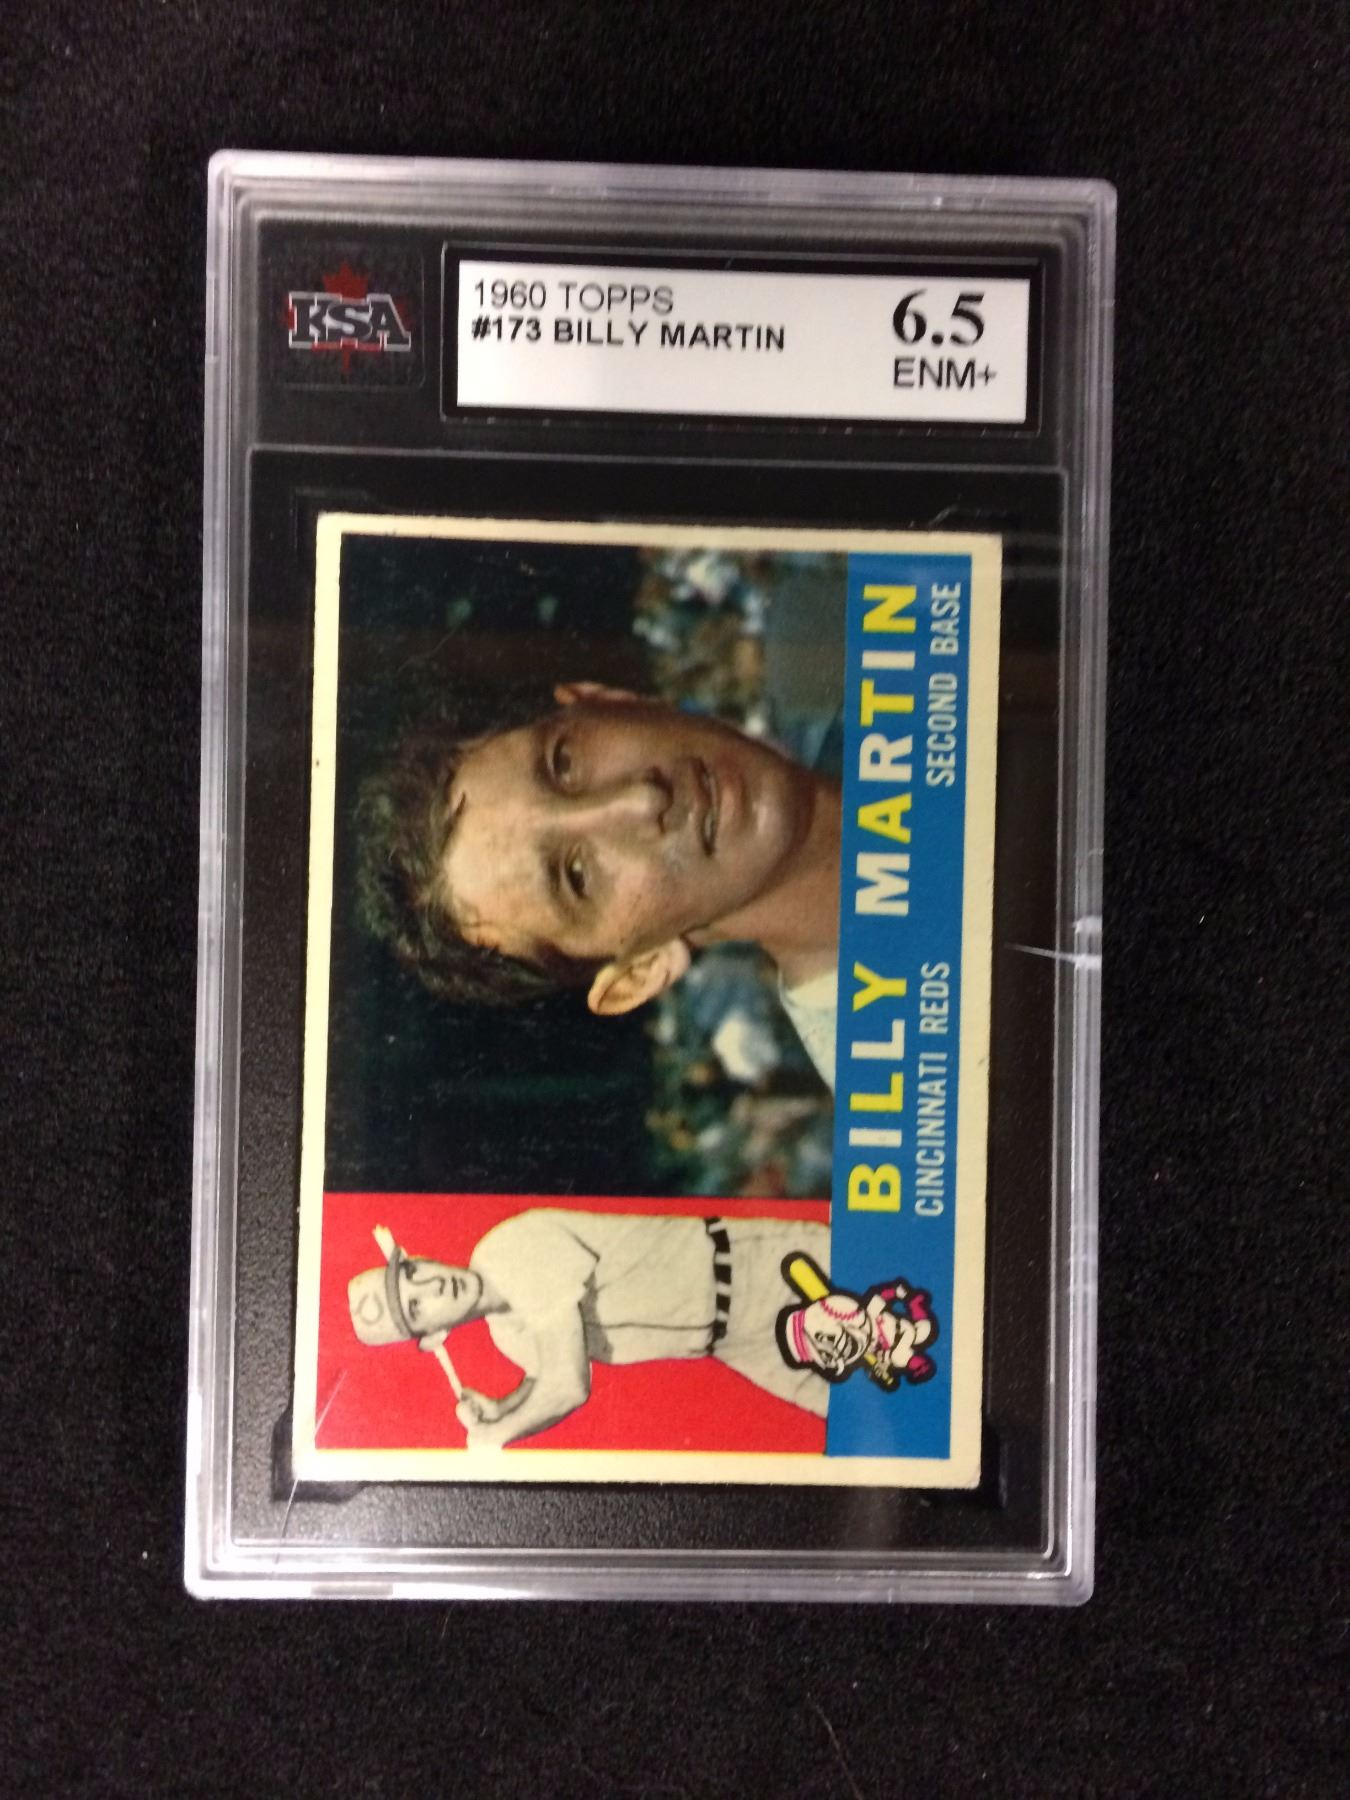 KSA
1960 TOPPS
#173 BILLY MARTIN
6.5
ENM+
BILLY MARTIN
CINCINNATI REDS SECOND BASE
C